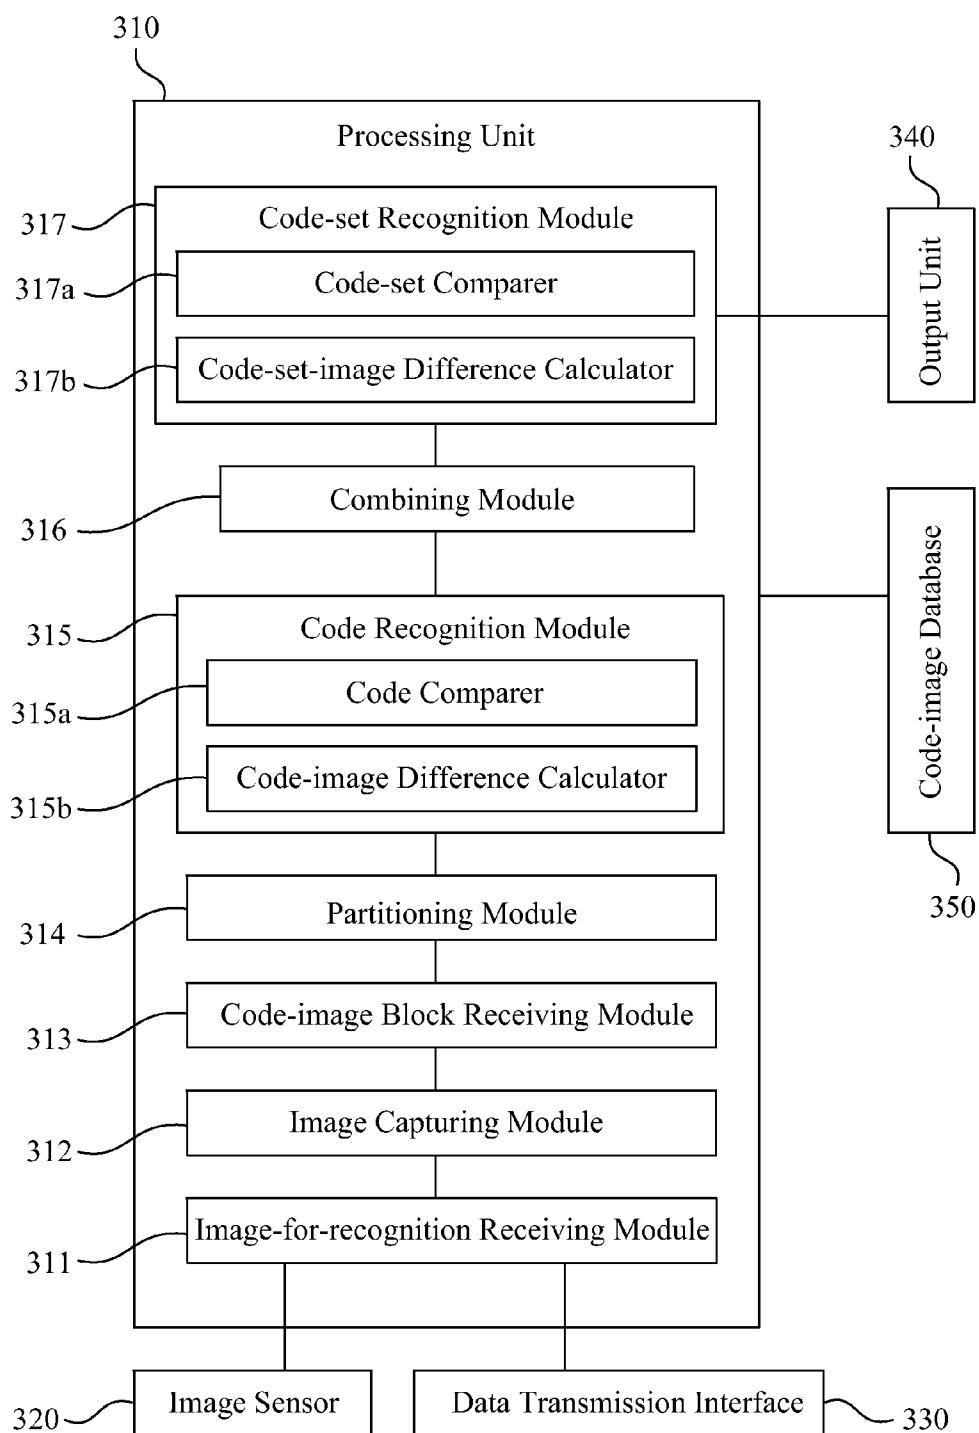 310
Processing Unit
340
317
Code-set Recognition Module
317a
Code-set Comparer
Output Unit
317b
Code-set-image Difference Calculator
316
Combining Module
315
Code Recognition Module
Code-image Database
315a
Code Comparer
315b
Code-image Difference Calculator
350
314
Partitioning Module
313
Code-image Block Receiving Module
312
Image Capturing Module
311
Image-for-recognition Receiving Module
320
Image Sensor
Data Transmission Interface
330